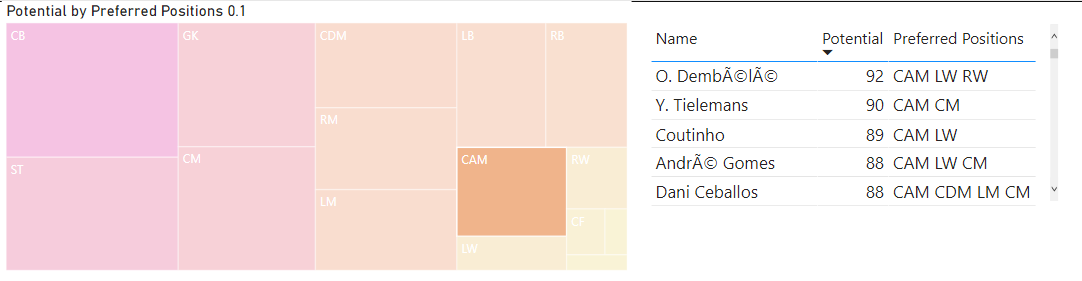 Potential by Preferred Positions 0.1
CB
GK
CDM
LB
RB
ST
CM
RM
LM
CAM
LW
RW
CF
Name Potential Preferred Positions
O. DembÃ©lÃ© 92 CAM LW RW
Y. Tielemans 90 CAM CM
Coutinho 89 CAM LW
AndrÃ© Gomes 88 CAM LW CM
Dani Ceballos 88 CAM CDM LM CM